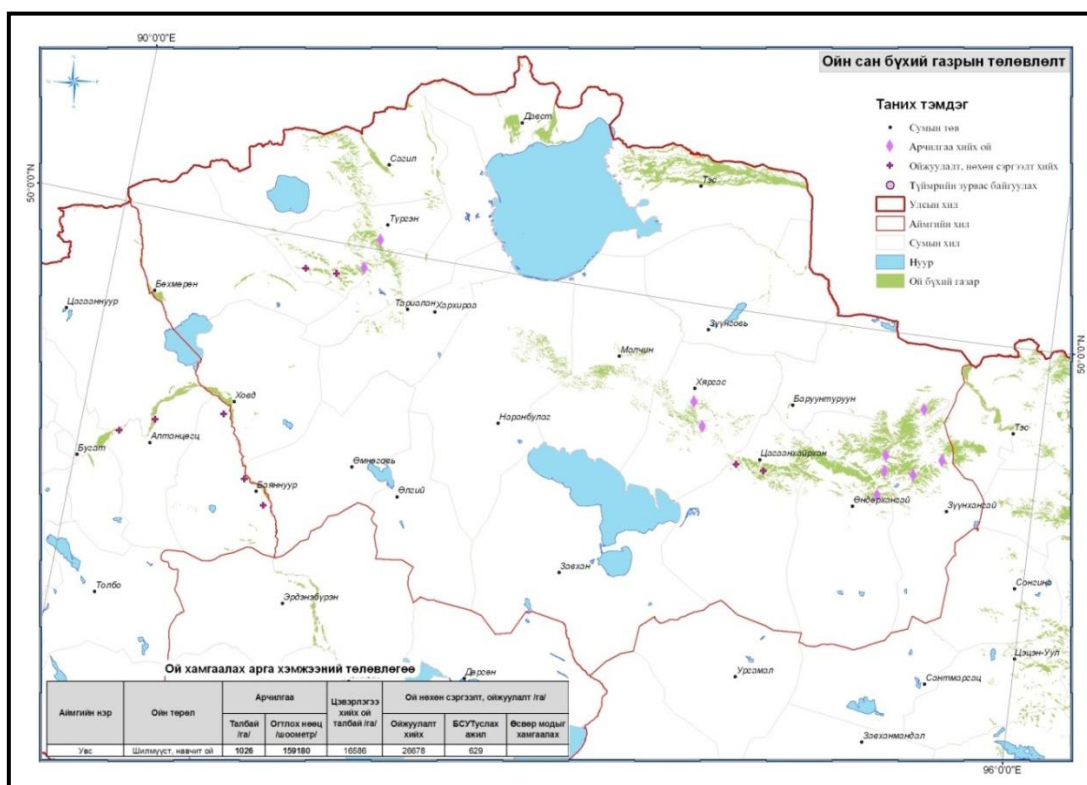 90°0'0"E
Ойн сан бүхий газрын төлөвлөлт
Таних тэмдэг
Сумын төв
Арчилгаа хийх ой
Ойжуулалт, нөхөн сэргээлт хийх
Түймрийн зурвас байгуулах
Улсын хил
Аймгийн хил
Сумын хил
Нуур
Ой бүхий газар
50°0'0"N
50°0'0"N
Давст
Сагил
Тэс
Түргэн
Бөхмөрөн
Цагааннуур
Тариалан
Хархираа
Зүүнговь
Малчин
Ховд
Хяргас
Баруунтуруун
Тэс
Наранбулаг
Бугат
Алтанцөгц
Цагаанхайрхан
Өмнөговь
Баяннуур
Өлгий
Өндөрхангай
Зүүнхангай
Завхан
Толбо
Эрдэнэбүрэн
Сонгино
Цэцэн-Уул
Дөрвөн
Ургамал
Сантмаргац
Завханмандал
Ой хамгаалах арга хэмжээний төлөвлөгөө
Аймгийн нэр
Ойн төрөл
Арчилгаа
Талбай /га/
Огтлох нөөц /шоометр/
Цэвэрлэгээ хийх ой талбай /га/
Ой нөхөн сэргээлт, ойжуулалт /га/
Ойжуулалт хийх
БСУТуслах ажил
Өсвөр модыг хамгаалах
Увс
Шилмүүст, навчит ой
1026
159180
16586
26678
629
96°0'0"E